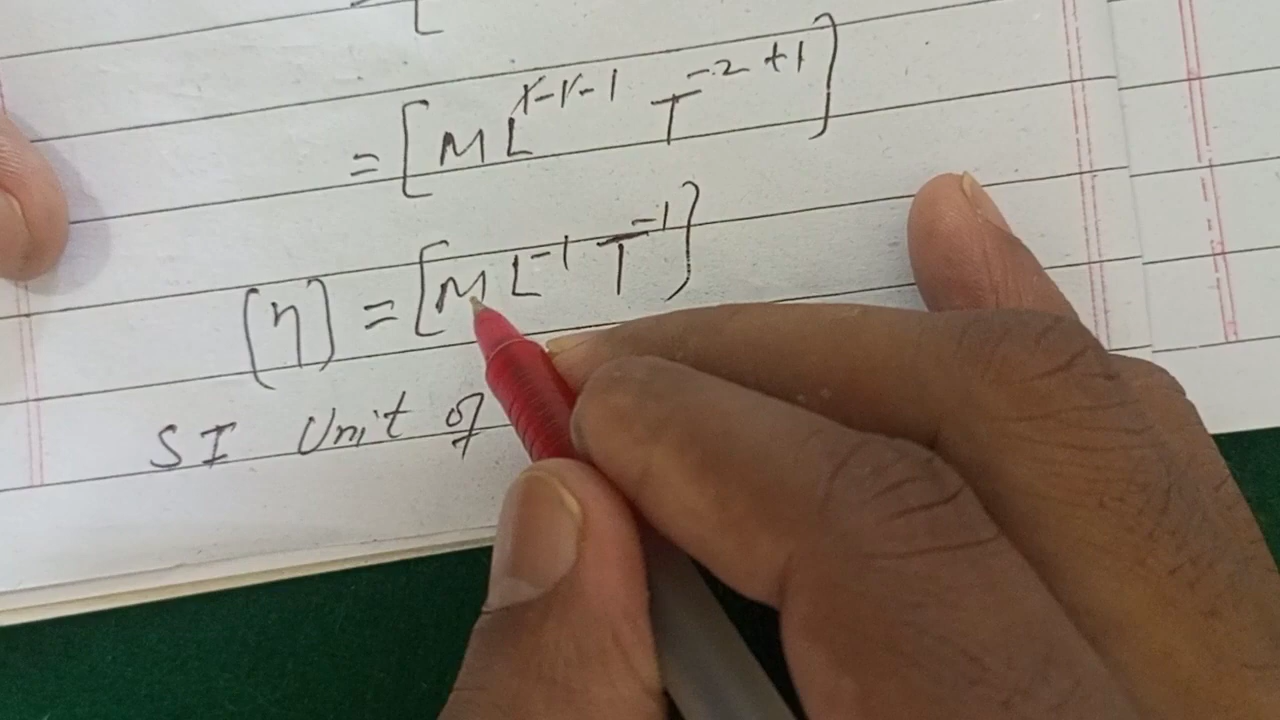 = [M L^{1-1-1} T^{-2+1}]
[η] = [M L^{-1} T^{-1}]
SI Unit of